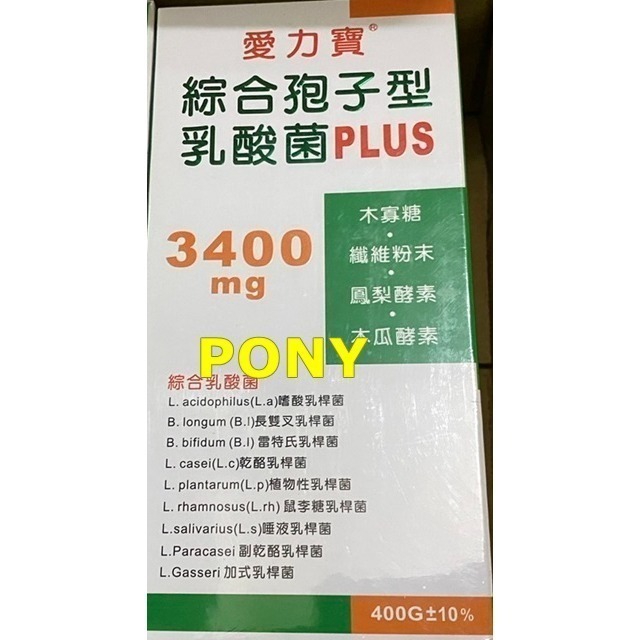 愛力寶®
綜合孢子型
乳酸菌PLUS
3400
mg
木寡糖
·
纖維粉末
·
鳳梨酵素
·
木瓜酵素
PONY
綜合乳酸菌
L. acidophilus(L.a)嗜酸乳桿菌
B. longum (B.l)長雙叉乳桿菌
B. bifidum (B.l) 雷特氏乳桿菌
L. casei(L.c)乾酪乳桿菌
L. plantarum(L.p)植物性乳桿菌
L. rhamnosus(L.rh) 鼠李糖乳桿菌
L.salivarius(L.s)唾液乳桿菌
L.Paracasei 副乾酪乳桿菌
L.Gasseri 加式乳桿菌
400G±10%